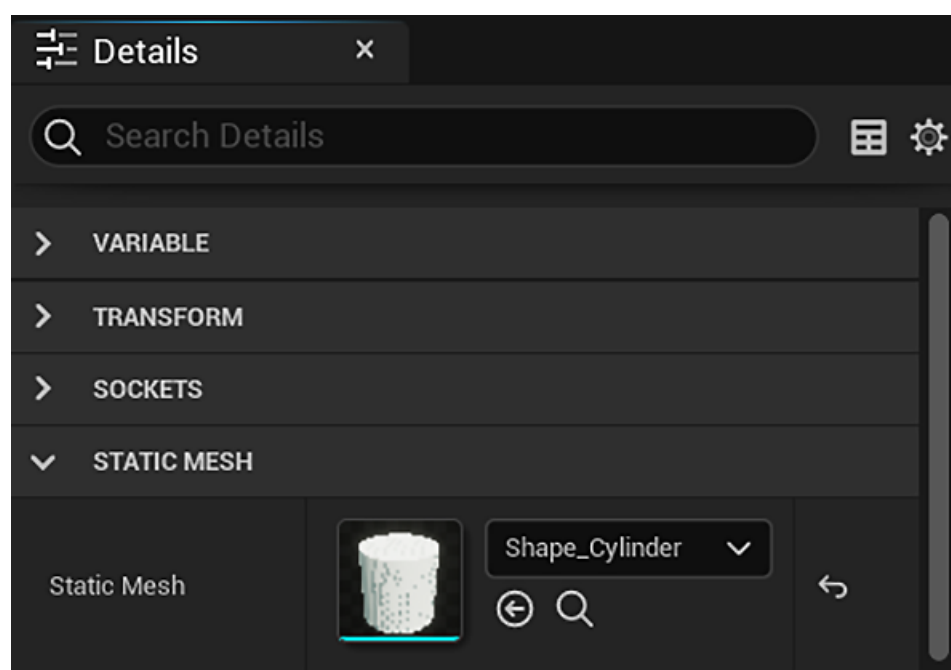 Details
Search Details
VARIABLE
TRANSFORM
SOCKETS
STATIC MESH
Static Mesh
Shape_Cylinder